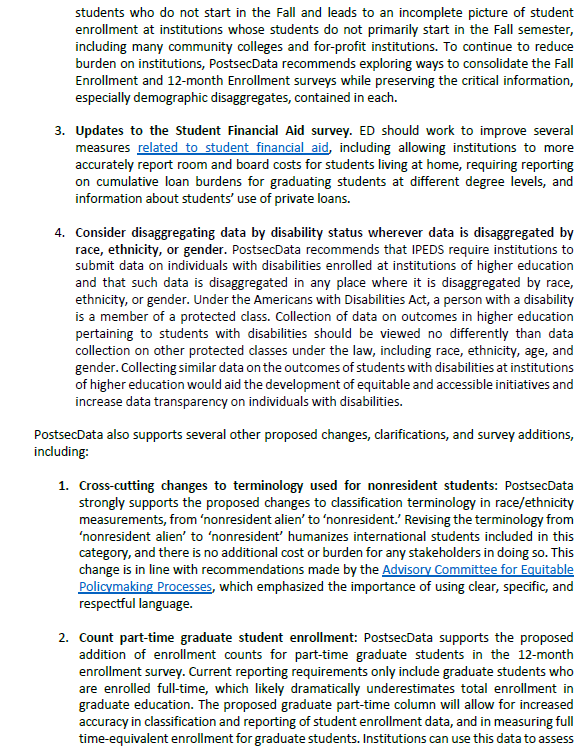 students who do not start in the Fall and leads to an incomplete picture of student
enrollment at institutions whose students do not primarily start in the Fall semester,
including many community colleges and for-profit institutions. To continue to reduce
burden on institutions, PostsecData recommends exploring ways to consolidate the Fall
Enrollment and 12-month Enrollment surveys while preserving the critical information,
especially demographic disaggregates, contained in each.
3. Updates to the Student Financial Aid survey. ED should work to improve several
measures related to student financial aid, including allowing institutions to more
accurately report room and board costs for students living at home, requiring reporting
on cumulative loan burdens for graduating students at different degree levels, and
information about students’ use of private loans.
4. Consider disaggregating data by disability status wherever data is disaggregated by
race, ethnicity, or gender. PostsecData recommends that IPEDS require institutions to
submit data on individuals with disabilities enrolled at institutions of higher education
and that such data is disaggregated in any place where it is disaggregated by race,
ethnicity, or gender. Under the Americans with Disabilities Act, a person with a disability
is a member of a protected class. Collection of data on outcomes in higher education
pertaining to students with disabilities should be viewed no differently than data
collection on other protected classes under the law, including race, ethnicity, age, and
gender. Collecting similar data on the outcomes of students with disabilities at institutions
of higher education would aid the development of equitable and accessible initiatives and
increase data transparency on individuals with disabilities.
PostsecData also supports several other proposed changes, clarifications, and survey additions,
including:
1. Cross-cutting changes to terminology used for nonresident students: PostsecData
strongly supports the proposed changes to classification terminology in race/ethnicity
measurements, from ‘nonresident alien’ to ‘nonresident.’ Revising the terminology from
‘nonresident alien’ to ‘nonresident’ humanizes international students included in this
category, and there is no additional cost or burden for any stakeholders in doing so. This
change is in line with recommendations made by the Advisory Committee for Equitable
Policymaking Processes, which emphasized the importance of using clear, specific, and
respectful language.
2. Count part-time graduate student enrollment: PostsecData supports the proposed
addition of enrollment counts for part-time graduate students in the 12-month
enrollment survey. Current reporting requirements only include graduate students who
are enrolled full-time, which likely dramatically underestimates total enrollment in
graduate education. The proposed graduate part-time column will allow for increased
accuracy in classification and reporting of student enrollment data, and in measuring full
time-equivalent enrollment for graduate students. Institutions can use this data to assess